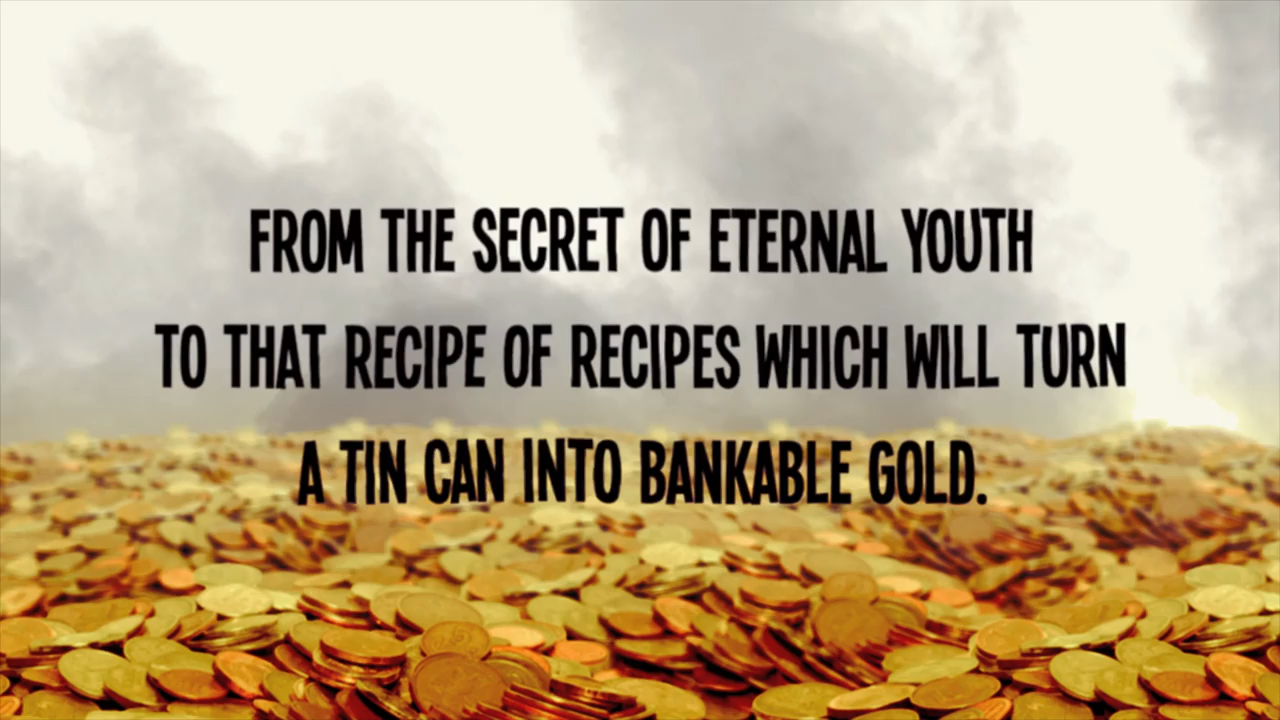 FROM THE SECRET OF ETERNAL YOUTH
TO THAT RECIPE OF RECIPES WHICH WILL TURN
A TIN CAN INTO BANKABLE GOLD.